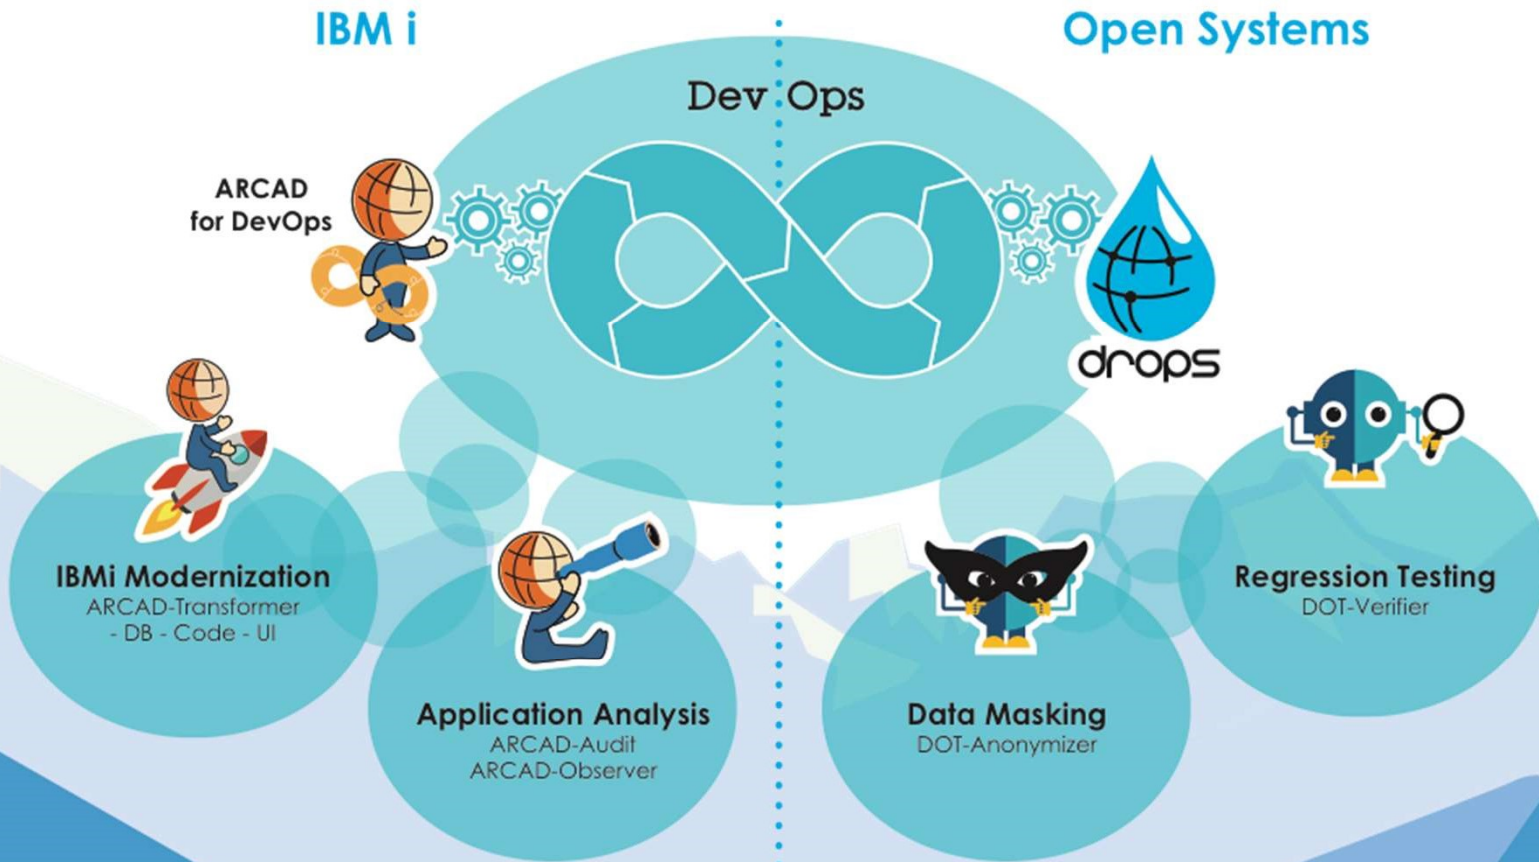 IBM i
Open Systems
Dev Ops
ARCAD
for DevOps
drops
IBMi Modernization
ARCAD-Transformer
- DB - Code - UI
Application Analysis
ARCAD-Audit
ARCAD-Observer
Data Masking
DOT-Anonymizer
Regression Testing
DOT-Verifier